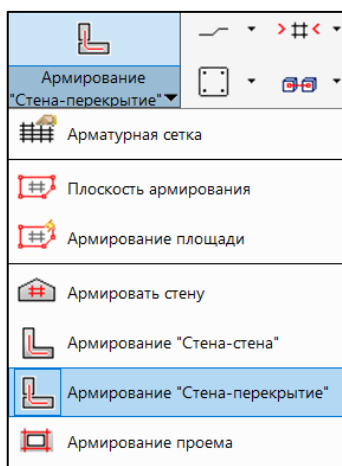 Армирование
"Стена-перекрытие"
Арматурная сетка
Плоскость армирования
Армирование площади
Армировать стену
Армирование "Стена-стена"
Армирование "Стена-перекрытие"
Армирование проема